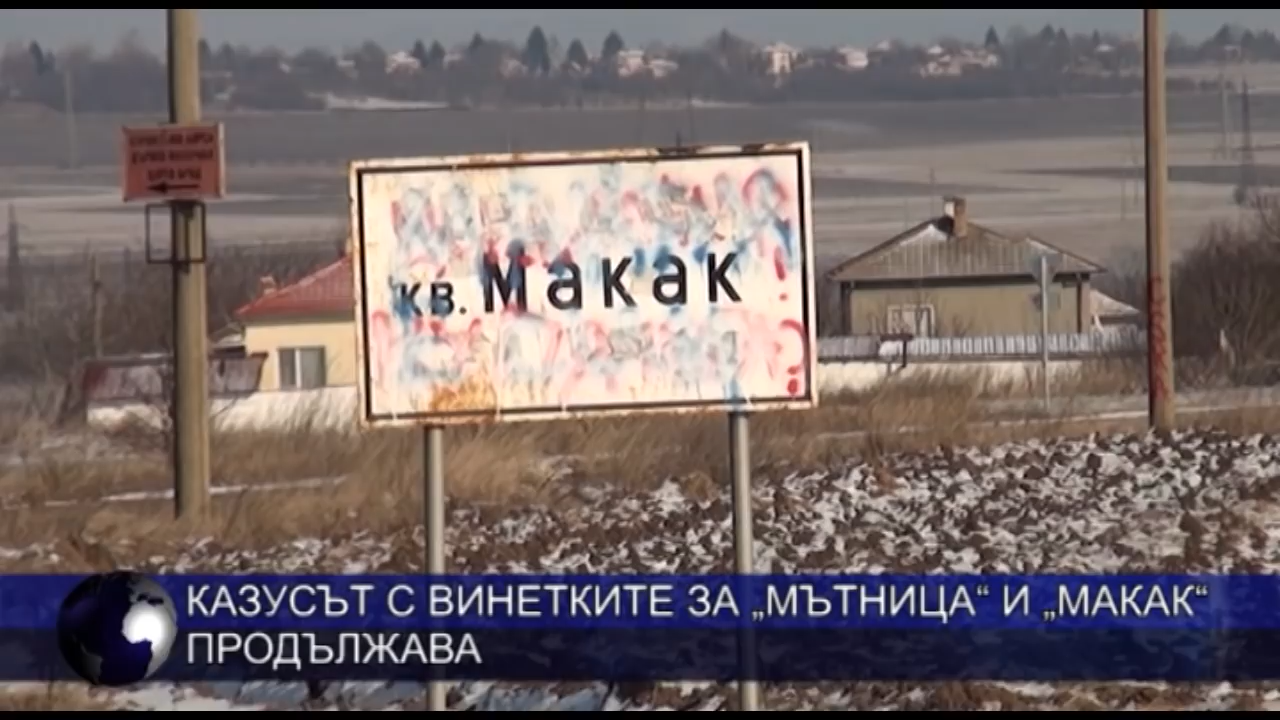 кв. Макак
КАЗУСЪТ С ВИНЕТКИТЕ ЗА „МЪТНИЦА“ И „МАКАК“
ПРОДЪЛЖАВА